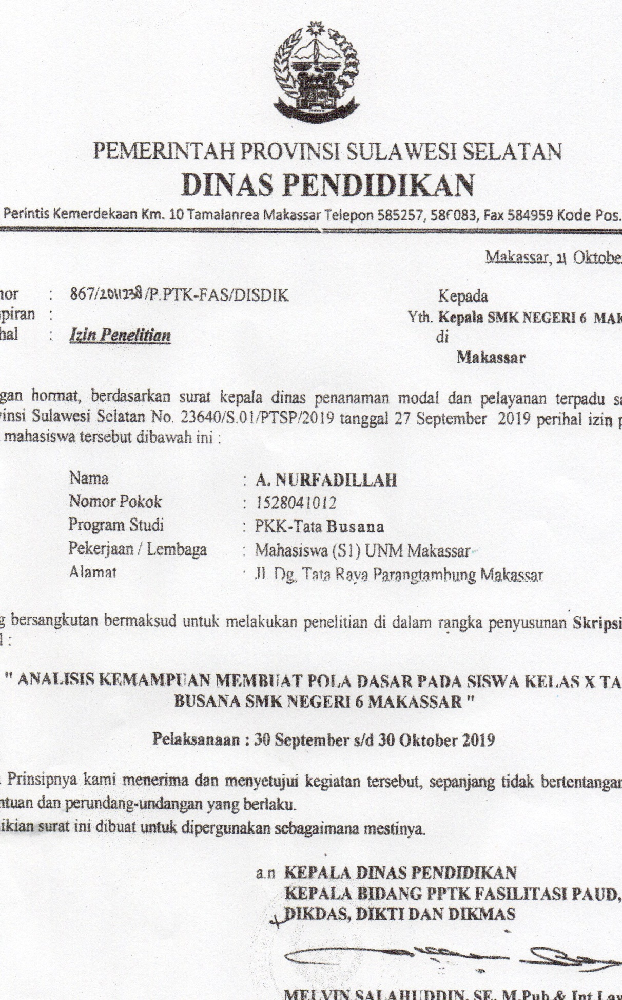 PEMERINTAH PROVINSI SULAWESI SELATAN
DINAS PENDIDIKAN
Perintis Kemerdekaan Km. 10 Tamalanrea Makassar Telepon 585257, 586083, Fax 584959 Kode Pos.
Makassar, Oktober
nor : 867/2011238/P.PTK-FAS/DISDIK
Kepada
piran :
Yth. Kepala SMK NEGERI 6 MAK
hal : Izin Penelitian
di
Makassar
gan hormat, berdasarkan surat kepala dinas penanaman modal dan pelayanan terpadu sa
vinsi Sulawesi Selatan No. 23640/S.01/PTSP/2019 tanggal 27 September 2019 perihal izin p
mahasiswa tersebut dibawah ini :
Nama : A. NURFADILLAH
Nomor Pokok : 1528041012
Program Studi : PKK-Tata Busana
Pekerjaan / Lembaga : Mahasiswa (S1) UNM Makassar
Alamat : Jl Dg. Tata Raya Parangtambung Makassar
g bersangkutan bermaksud untuk melakukan penelitian di dalam rangka penyusunan Skripsi
l :
" ANALISIS KEMAMPUAN MEMBUAT POLA DASAR PADA SISWA KELAS X TA
BUSANA SMK NEGERI 6 MAKASSAR "
Pelaksanaan : 30 September s/d 30 Oktober 2019
Prinsipnya kami menerima dan menyetujui kegiatan tersebut, sepanjang tidak bertentangan
ntuan dan perundang-undangan yang berlaku.
ikian surat ini dibuat untuk dipergunakan sebagaimana mestinya.
a.n KEPALA DINAS PENDIDIKAN
KEPALA BIDANG PPTK FASILITASI PAUD,
DIKDAS, DIKTI DAN DIKMAS
MELVIN SALAHUDDIN, SE, M.Pub.& Int.Law